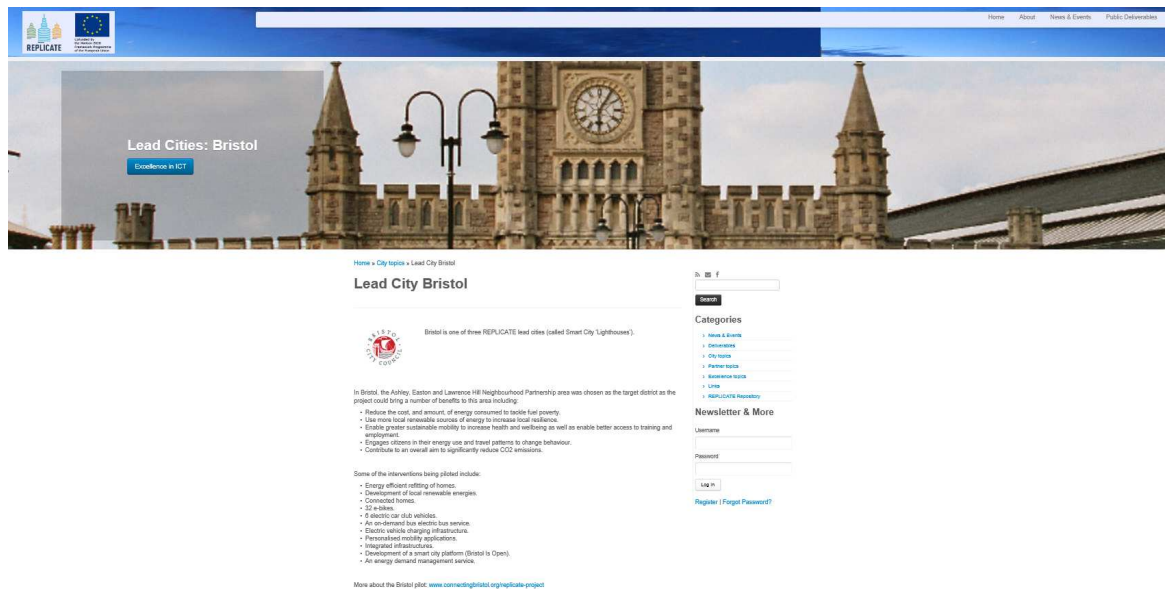 Home About News & Events Public Deliverables
REPLICATE
Lead Cities: Bristol
Excellence in ICT
Home » City topics » Lead City Bristol
Lead City Bristol
Bristol is one of three REPLICATE lead cities (called Smart City 'Lighthouses').
BRISTOL
CITY COUNCIL
In Bristol, the Ashley, Easton and Lawrence Hill Neighbourhood Partnership area was chosen as the target district as the
project could bring a number of benefits to this area including:
• Reduce the cost, and amount, of energy consumed to tackle fuel poverty.
• Use more local renewable sources of energy to increase local resilience.
• Enable greater sustainable mobility to increase health and wellbeing as well as enable better access to training and
employment.
• Engages citizens in their energy use and travel patterns to change behaviour.
• Contribute to an overall aim to significantly reduce CO2 emissions.
Some of the interventions being piloted include:
• Energy efficient refitting of homes.
• Development of local renewable energies.
• Connected homes.
• 32 e-bikes.
• 6 electric car club vehicles.
• An on-demand bus electric bus service.
• Electric vehicle charging infrastructure.
• Personalised mobility applications.
• Integrated infrastructures.
• Development of a smart city platform (Bristol Is Open).
• An energy demand management service.
More about the Bristol pilot: www.connectingbristol.org/replicate-project
Search
Categories
› News & Events
› Deliverables
› City topics
› Partner topics
› Excellence topics
› Links
› REPLICATE Repository
Newsletter & More
Username
Password
Log in
Register | Forgot Password?